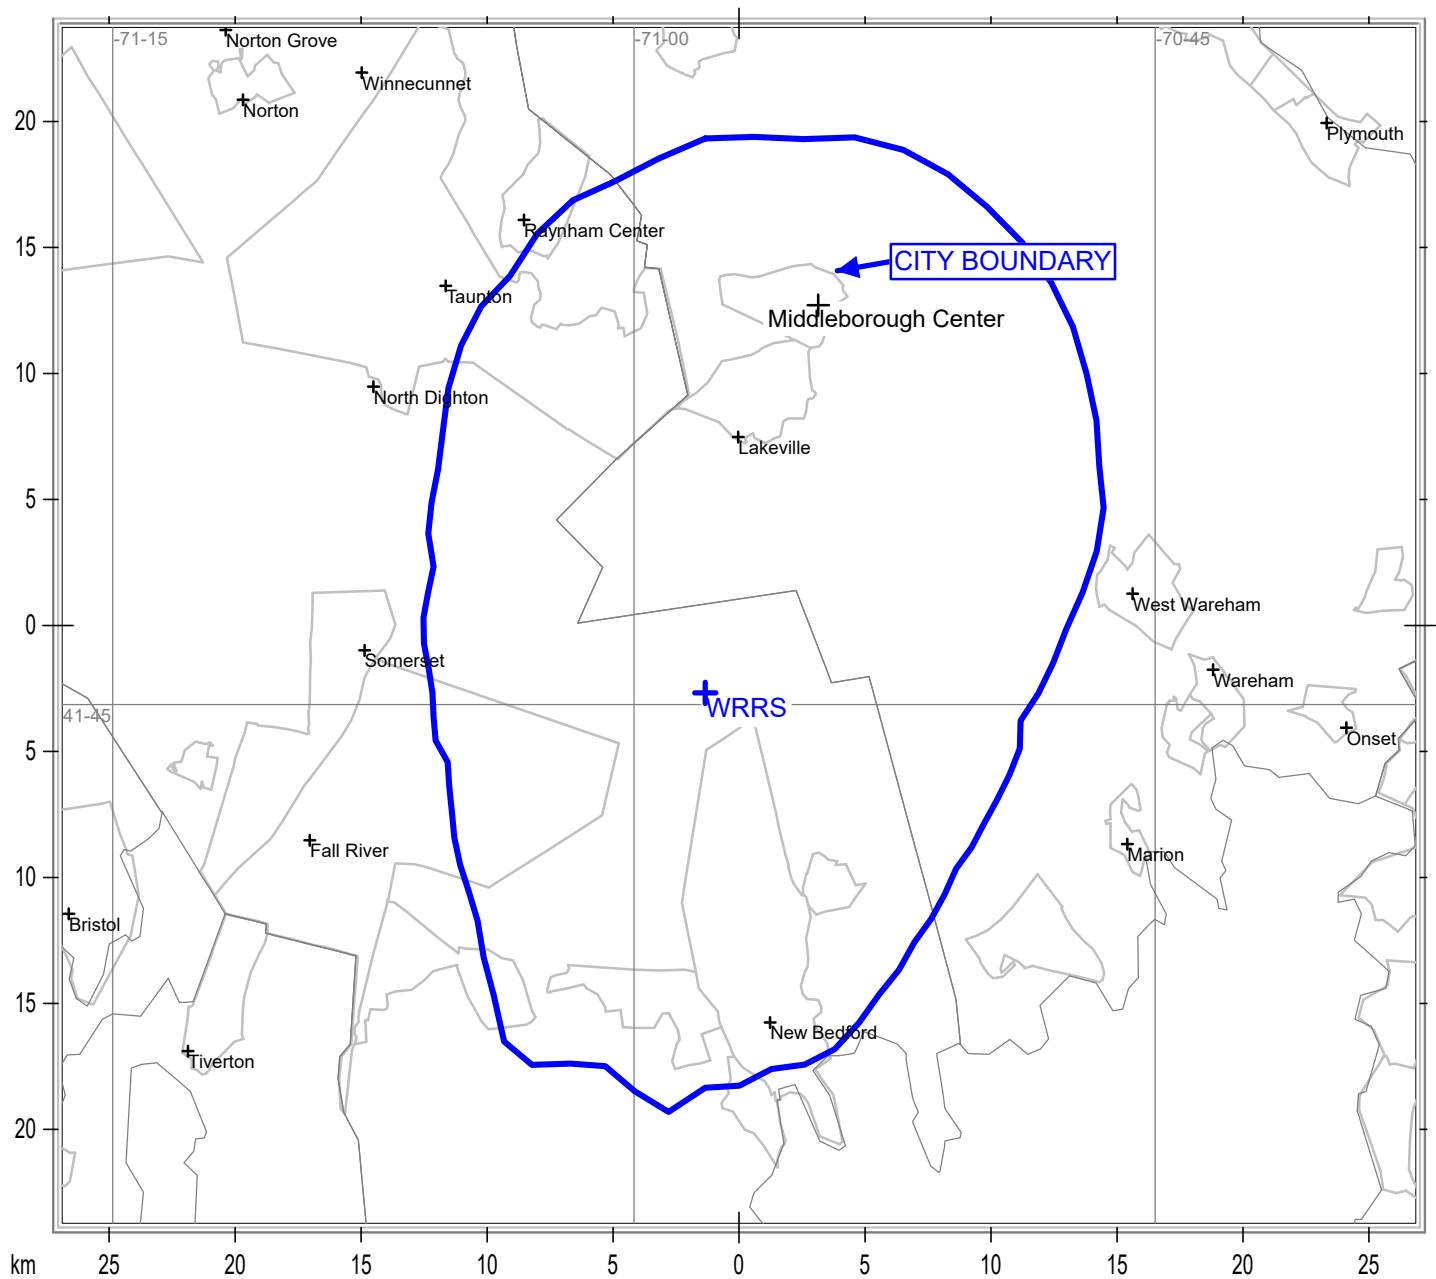 -71-15
-71-00
-70-45
Norton Grove
Winnecunnet
Norton
20
Plymouth
Raynham Center
15
CITY BOUNDARY
Taunton
Middleborough Center
10
North Dighton
Lakeville
5
West Wareham
0
Somerset
Wareham
WRRS
41-45
Onset
5
Fall River
Marion
10
Bristol
15
New Bedford
Tiverton
20
km
25
20
15
10
5
0
5
10
15
20
25